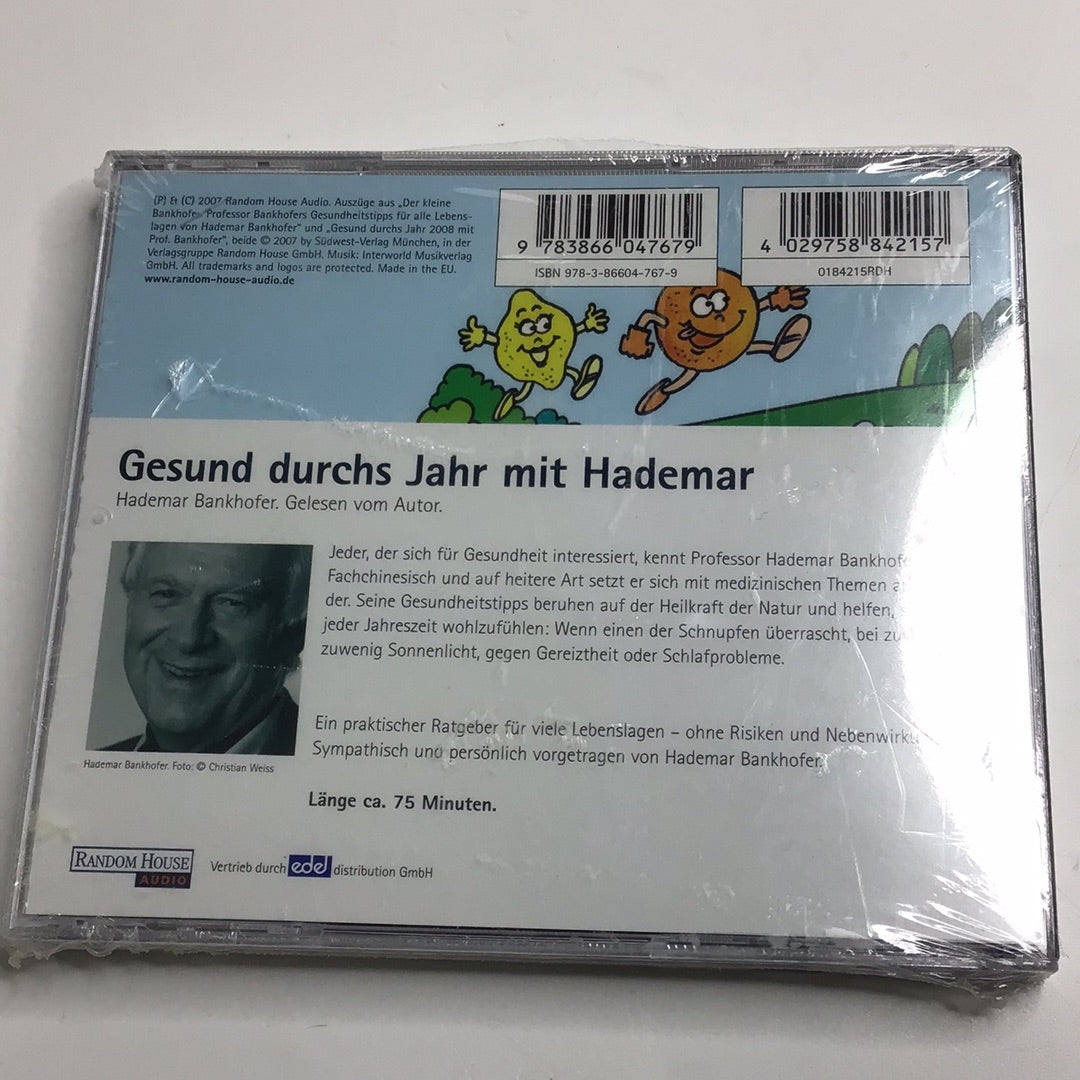 (P) & (C) 2007 Random House Audio. Auszüge aus „Der kleine
Bankhofer. Professor Bankhofers Gesundheitstipps für alle Lebens-
lagen von Hademar Bankhofer" und „Gesund durchs Jahr 2008 mit
Prof. Bankhofer", beide © 2007 by Südwest-Verlag München, in der
Verlagsgruppe Random House GmbH. Musik: Interworld Musikverlag
GmbH. All trademarks and logos are protected. Made in the EU.
www.random-house-audio.de
9 783866 047679
ISBN 978-3-86604-767-9
4 029758 842157
0184215RDH
Gesund durchs Jahr mit Hademar
Hademar Bankhofer. Gelesen vom Autor.
Jeder, der sich für Gesundheit interessiert, kennt Professor Hademar
Fachchinesisch und auf heitere Art setzt er sich mit medizinischen Themen
der. Seine Gesundheitstipps beruhen auf der Heilkraft der Natur und helfen,
jeder Jahreszeit wohlzufühlen: Wenn einen der Schnupfen überrascht, bei
zuwenig Sonnenlicht, gegen Gereiztheit oder Schlafprobleme.
Ein praktischer Ratgeber für viele Lebenslagen – ohne Risiken und
Sympathisch und persönlich vorgetragen von Hademar Bankhofer.
Länge ca. 75 Minuten.
Hademar Bankhofer. Foto: © Christian Weiss
RANDOM HOUSE
AUDIO
Vertrieb durch edel distribution GmbH